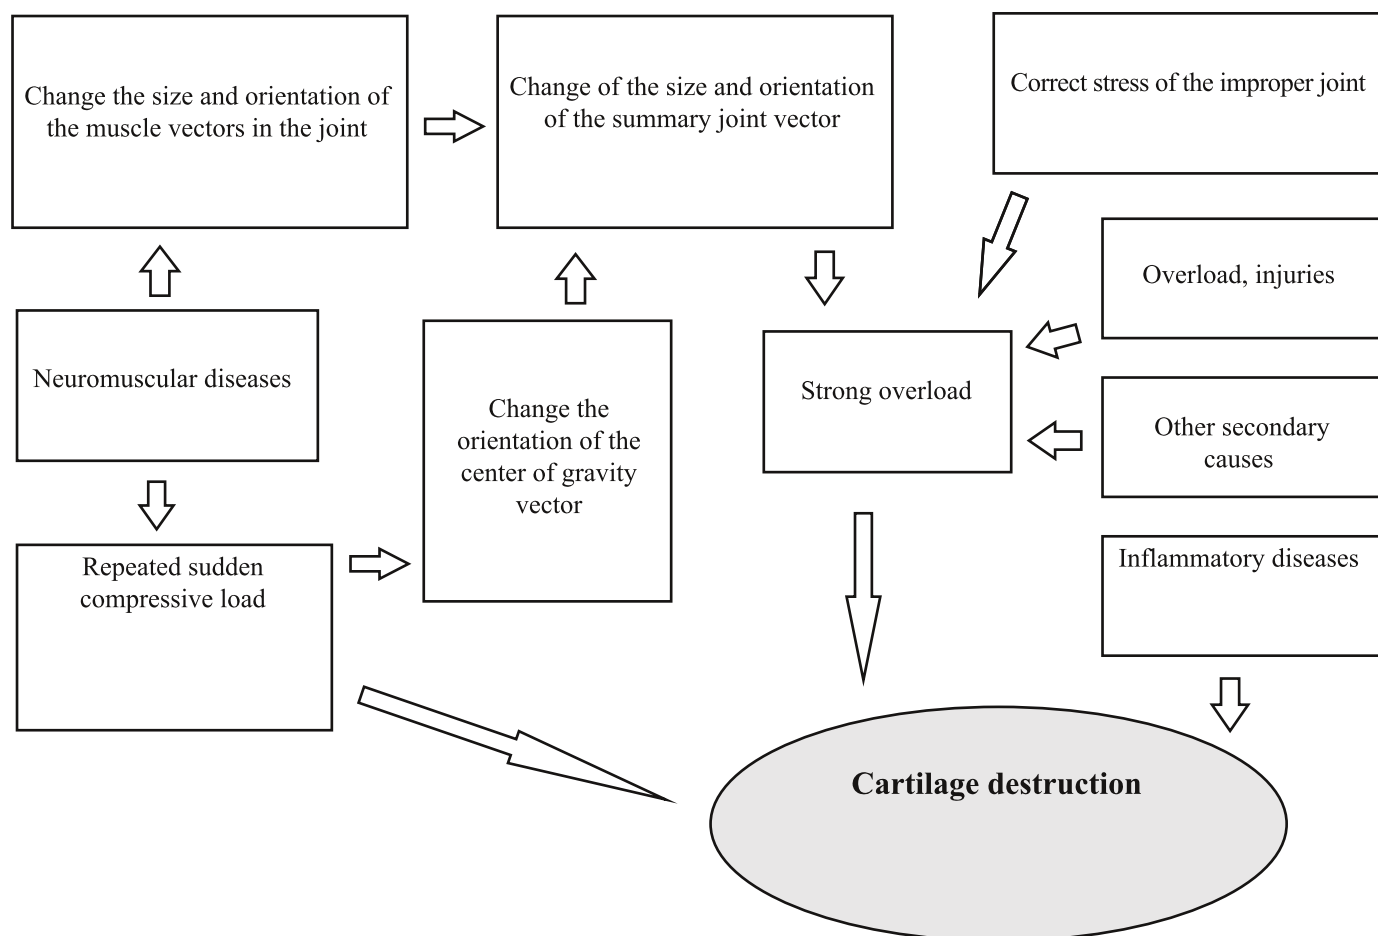 Change the size and orientation of
the muscle vectors in the joint
Change of the size and orientation
of the summary joint vector
Correct stress of the improper joint
Overload, injuries
Neuromuscular diseases
Change the
orientation of the
center of gravity
vector
Strong overload
Other secondary
causes
Repeated sudden
compressive load
Inflammatory diseases
Cartilage destruction